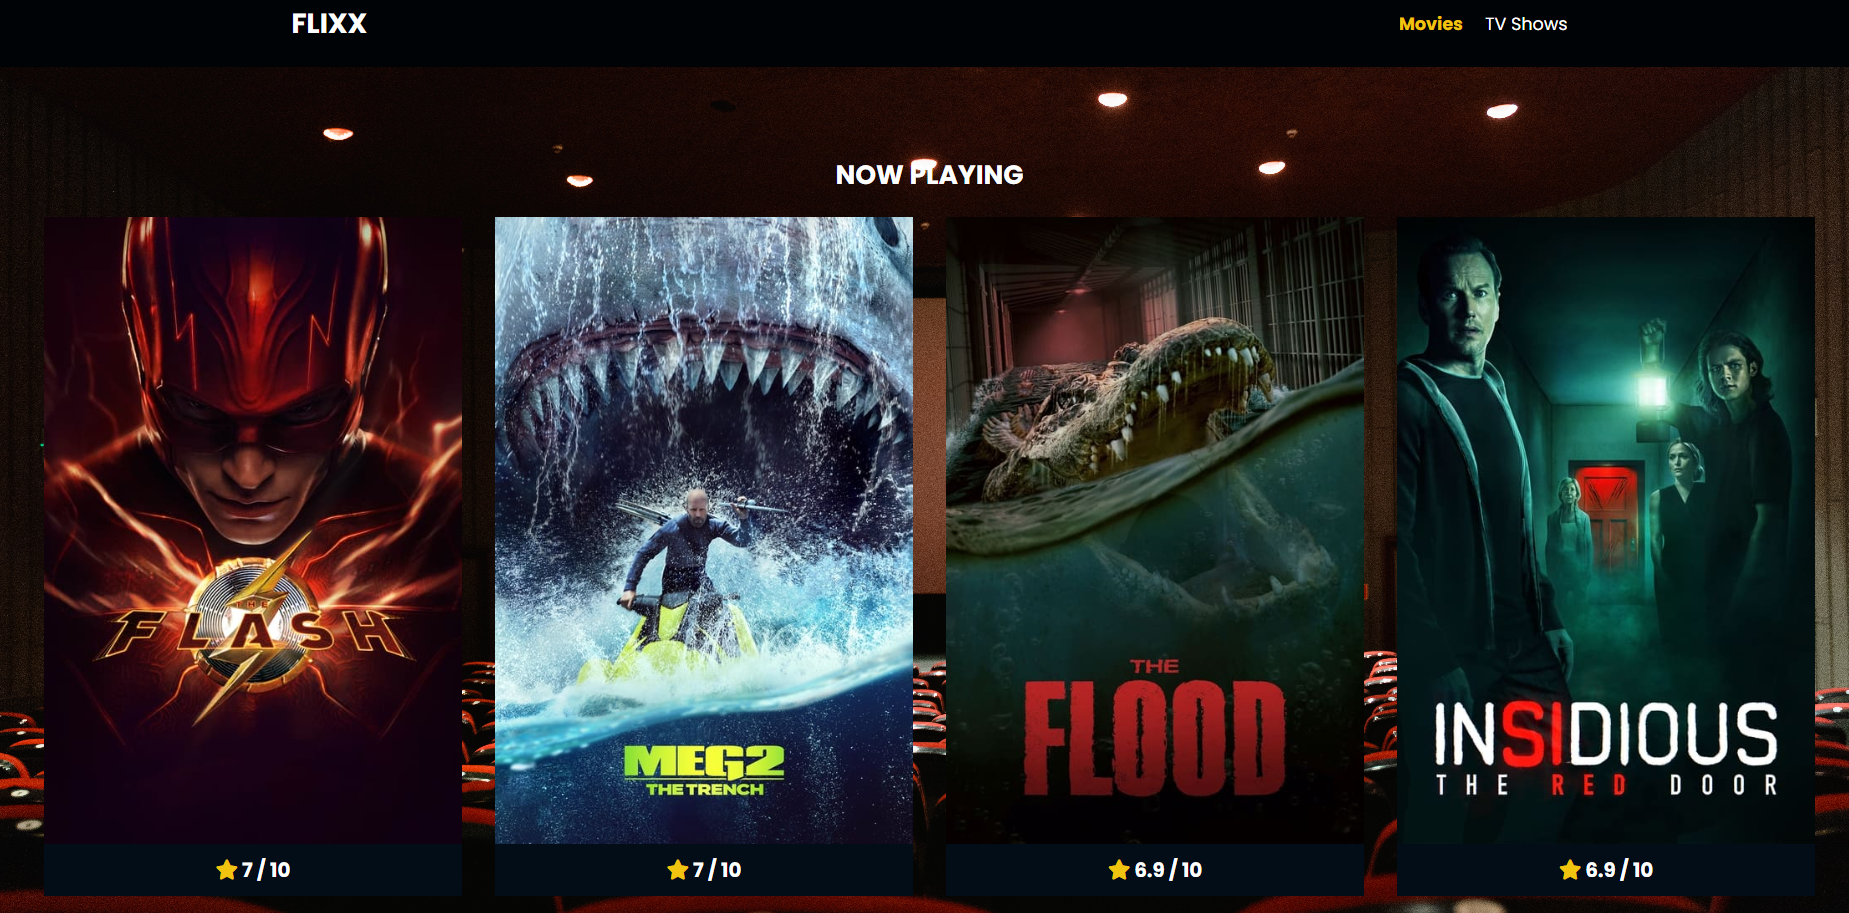 FLIXX
Movies
TV Shows
NOW PLAYING
THE
FLASH
MEG2
THE TRENCH
THE
FLOOD
INSIDIOUS
THE RED DOOR
7 / 10
7 / 10
6.9 / 10
6.9 / 10